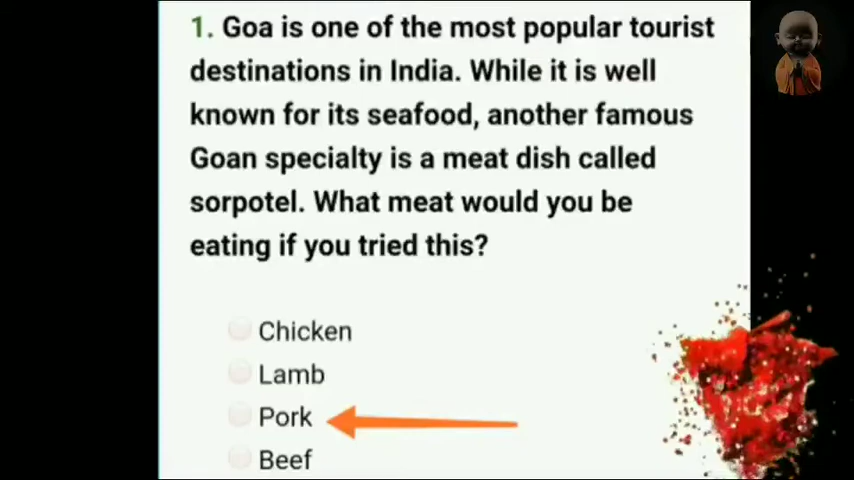 1. Goa is one of the most popular tourist
destinations in India. While it is well
known for its seafood, another famous
Goan specialty is a meat dish called
sorpotel. What meat would you be
eating if you tried this?
Chicken
Lamb
Pork
Beef